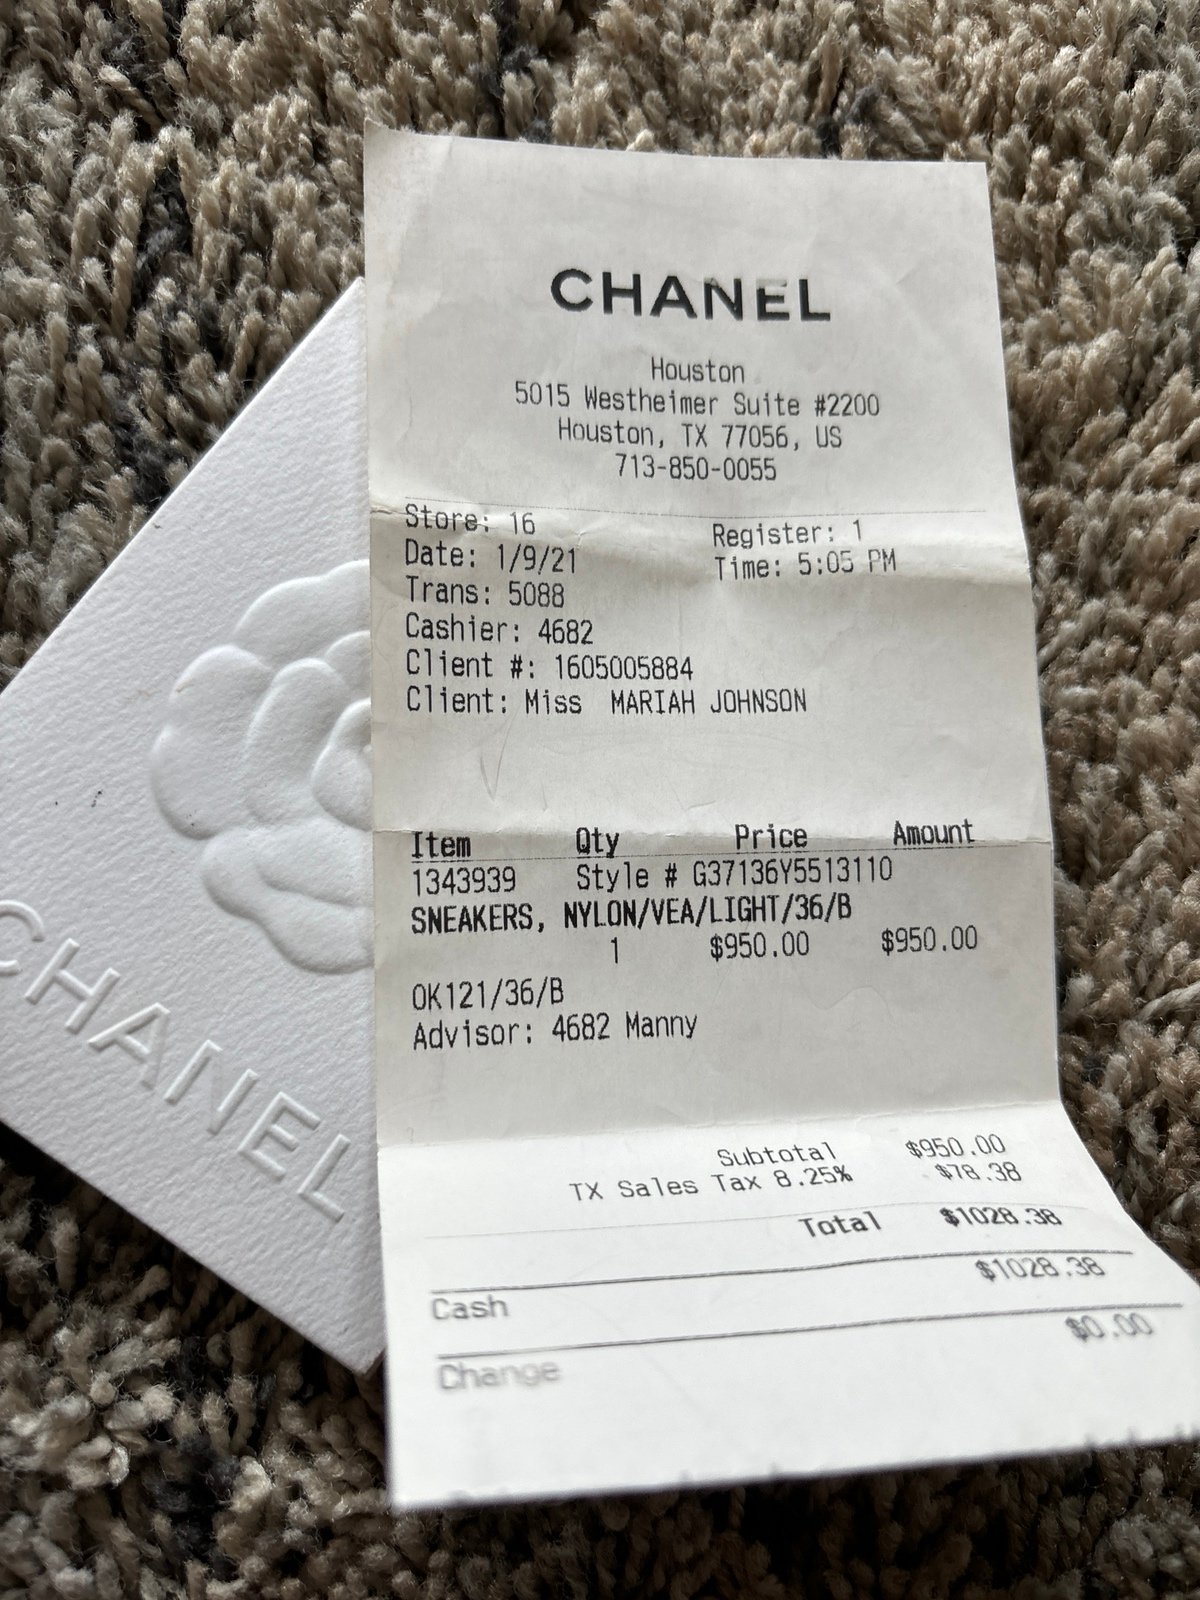 CHANEL
Houston
5015 Westheimer Suite #2200
Houston, TX 77056, US
713-850-0055
Store: 16 Register: 1
Date: 1/9/21 Time: 5:05 PM
Trans: 5088
Cashier: 4682
Client #: 1605005884
Client: Miss MARIAH JOHNSON
Item Qty Price Amount
1343939 Style # G37136Y5513110
SNEAKERS, NYLON/VEA/LIGHT/36/B
1 $950.00 $950.00
OK121/36/B
Advisor: 4682 Manny
Subtotal $950.00
TX Sales Tax 8.25% $78.38
Total $1028.38
Cash $1028.38
Change $0.00
CHANEL